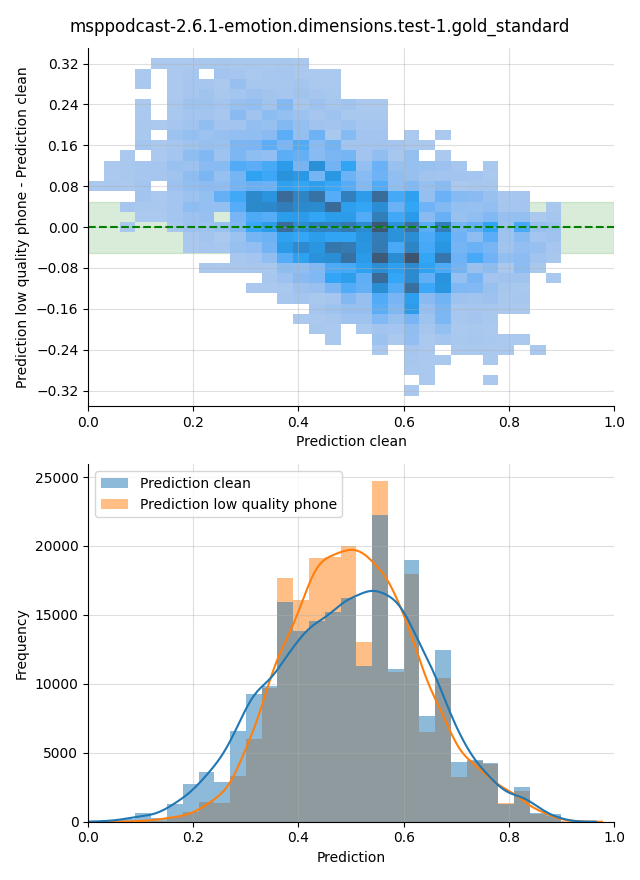 msppodcast-2.6.1-emotion.dimensions.test-1.gold_standard
Prediction low quality phone - Prediction clean
0.32
0.24
0.16
0.08
0.00
−0.08
−0.16
−0.24
−0.32
0.0 0.2 0.4 0.6 0.8 1.0
Prediction clean
Frequency
25000
20000
15000
10000
5000
0
Prediction clean
Prediction low quality phone
0.0 0.2 0.4 0.6 0.8 1.0
Prediction